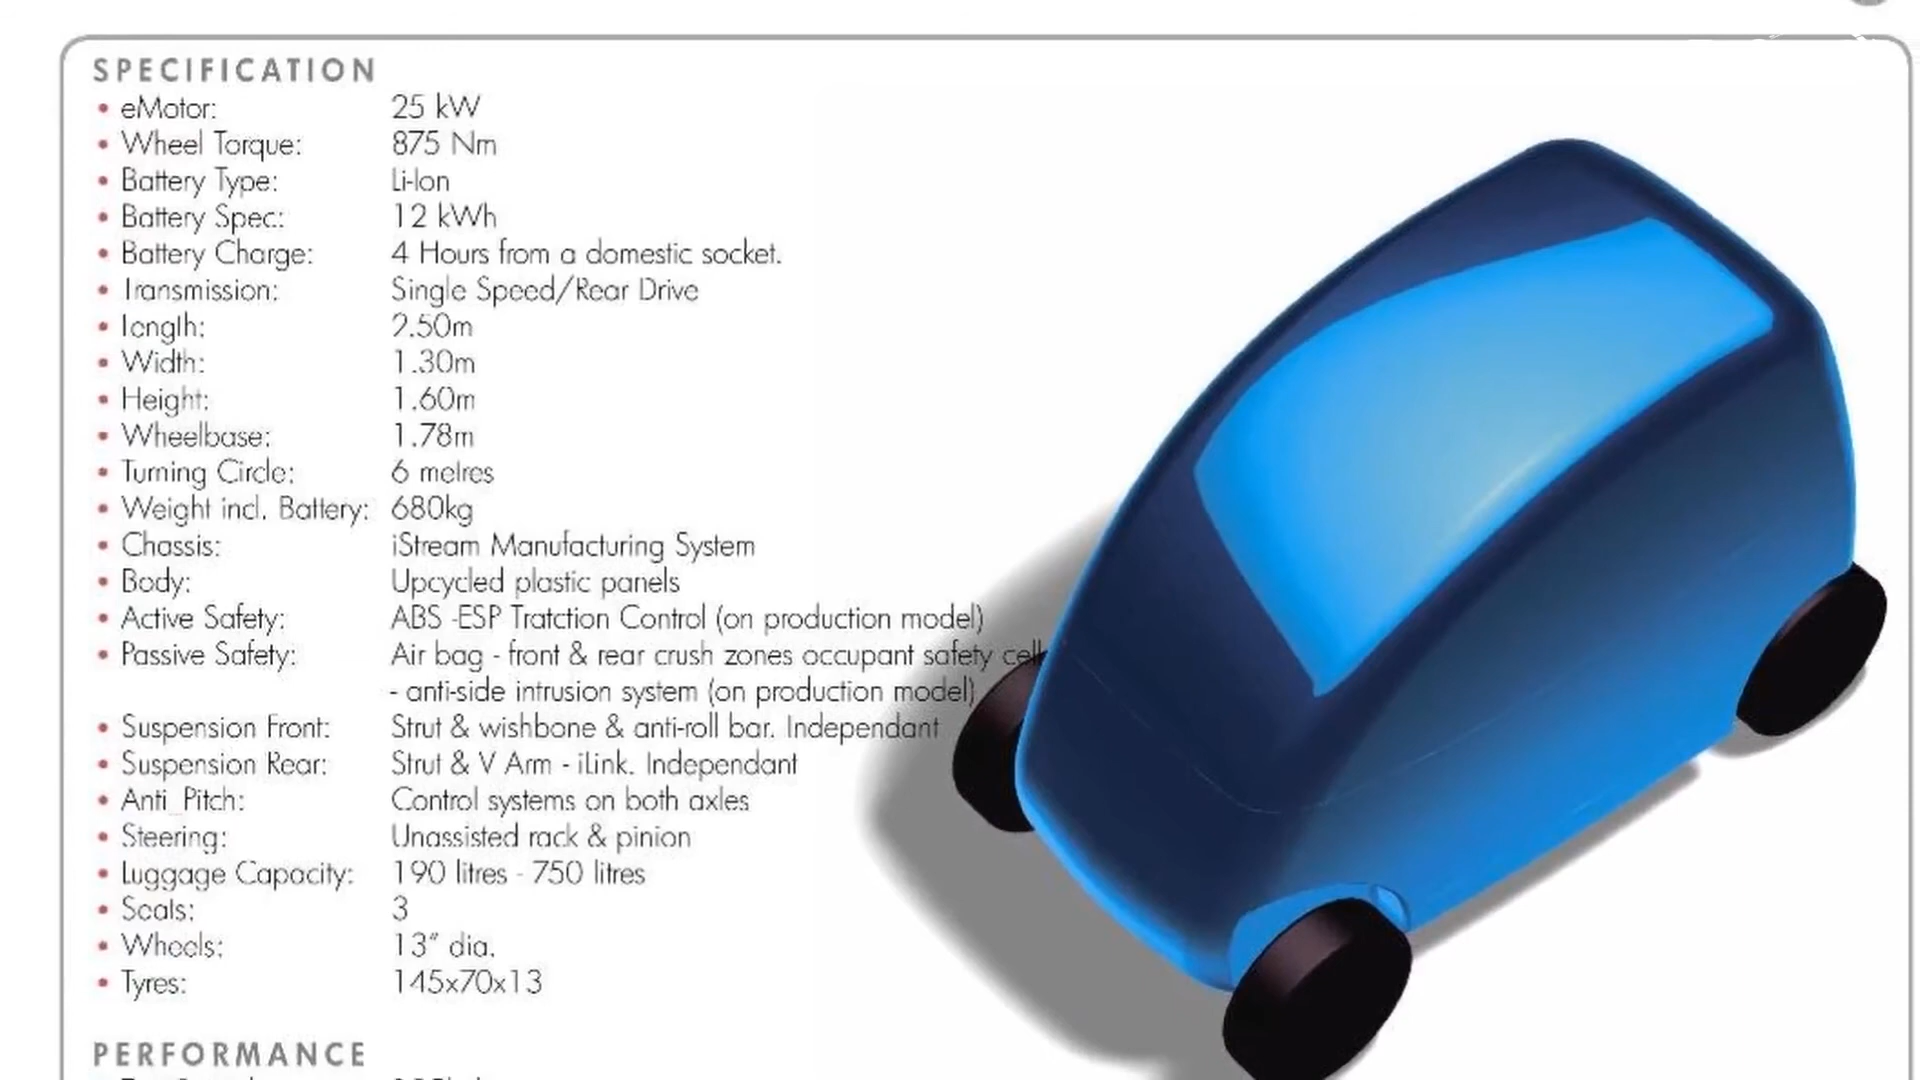 SPECIFICATION
• eMotor: 25 kW
• Wheel Torque: 875 Nm
• Battery Type: Li-Ion
• Battery Spec: 12 kWh
• Battery Charge: 4 Hours from a domestic socket.
• Transmission: Single Speed/Rear Drive
• Length: 2.50m
• Width: 1.30m
• Height: 1.60m
• Wheelbase: 1.78m
• Turning Circle: 6 metres
• Weight incl. Battery: 680kg
• Chassis: iStream Manufacturing System
• Body: Upcycled plastic panels
• Active Safety: ABS -ESP Tratction Control (on production model)
• Passive Safety: Air bag - front & rear crush zones occupant safety cell
- anti-side intrusion system (on production model)
• Suspension Front: Strut & wishbone & anti-roll bar. Independant
• Suspension Rear: Strut & V Arm - iLink. Independant
• Anti_Pitch: Control systems on both axles
• Steering: Unassisted rack & pinion
• Luggage Capacity: 190 litres - 750 litres
• Seats: 3
• Wheels: 13" dia.
• Tyres: 145x70x13
PERFORMANCE